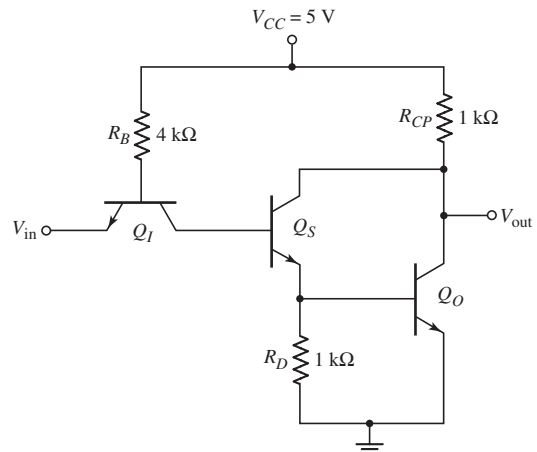 V_CC = 5 V
R_B 4 kΩ
R_CP 1 kΩ
V_in
Q_I
Q_S
V_out
Q_O
R_D 1 kΩ